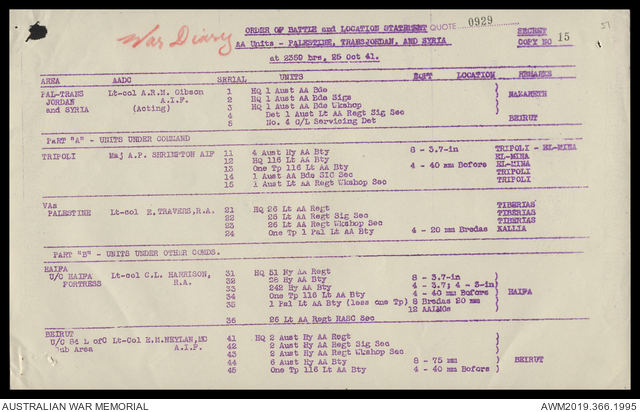 ORDER OF BATTLE and LOCATION STATEMENT QUOTE 0929
War Diary
SECRET
AA Units - PALESTINE, TRANSJORDAN, AND SYRIA COPY NO 15
at 2359 hrs, 25 Oct 41.
AREA AADC SERIAL UNITS EQPT LOCATION REMARKS
PAL-TRANS Lt-col A.R.M. Gibson 1 HQ 1 Aust AA Bde
JORDAN A.I.F. 2 HQ 1 Aust AA Bde Sigs NAZARETH
and SYRIA (Acting) 3 HQ 1 Aust AA Bde Wkshop
4 Det 1 Aust Lt AA Regt Sig Sec
5 No. 4 C/L Servicing Det BEIRUT
PART "A" - UNITS UNDER COMMAND
TRIPOLI Maj A.P. SHRIMPTON AIF 11 4 Aust Hy AA Bty 8 - 3.7-in TRIPOLI - EL-MINA
12 HQ 116 Lt AA Bty EL-MINA
13 One Tp 116 Lt AA Bty 4 - 40 mm Bofors EL-MINA
14 1 Aust AA Bde SIG Sec TRIPOLI
15 1 Aust Lt AA Regt Wkshop Sec TRIPOLI
VAs
PALESTINE Lt-col E.TRAVERS,R.A. 21 HQ 26 Lt AA Regt TIBERIAS
22 26 Lt AA Regt Sig Sec TIBERIAS
23 26 Lt AA Regt Wkshop Sec TIBERIAS
24 One Tp 1 Pal Lt AA Bty 4 - 20 mm Bredas KALLIA
PART "B" - UNITS UNDER OTHER COMDS.
HAIFA
U/C HAIFA Lt-col C.L. HARRISON, 31 HQ 51 Hy AA Regt
FORTRESS R.A. 32 26 Hy AA Bty 8 - 3.7-in
33 242 Hy AA Bty 4 - 3.7; 4 - 3-in
34 One Tp 116 Lt AA Bty 4 - 40 mm Bofors HAIFA
35 1 Pal Lt AA Bty (less one Tp) 8 Bredas 20 mm
12 AALMGs
36 26 Lt AA Regt RASC Sec
BEIRUT
U/C 84 L ofC Lt-Col E.M.NEYLAN,MC 41 HQ 2 Aust Hy AA Regt
Sub Area A.I.F. 42 2 Aust Hy AA Regt Sig Sec
43 2 Aust Hy AA Regt Wkshop Sec
44 6 Aust Hy AA Bty 8 - 75 mm BEIRUT
45 One Tp 116 Lt AA Bty 4 - 40 mm Bofors
AUSTRALIAN WAR MEMORIAL AWM2019.366.1995